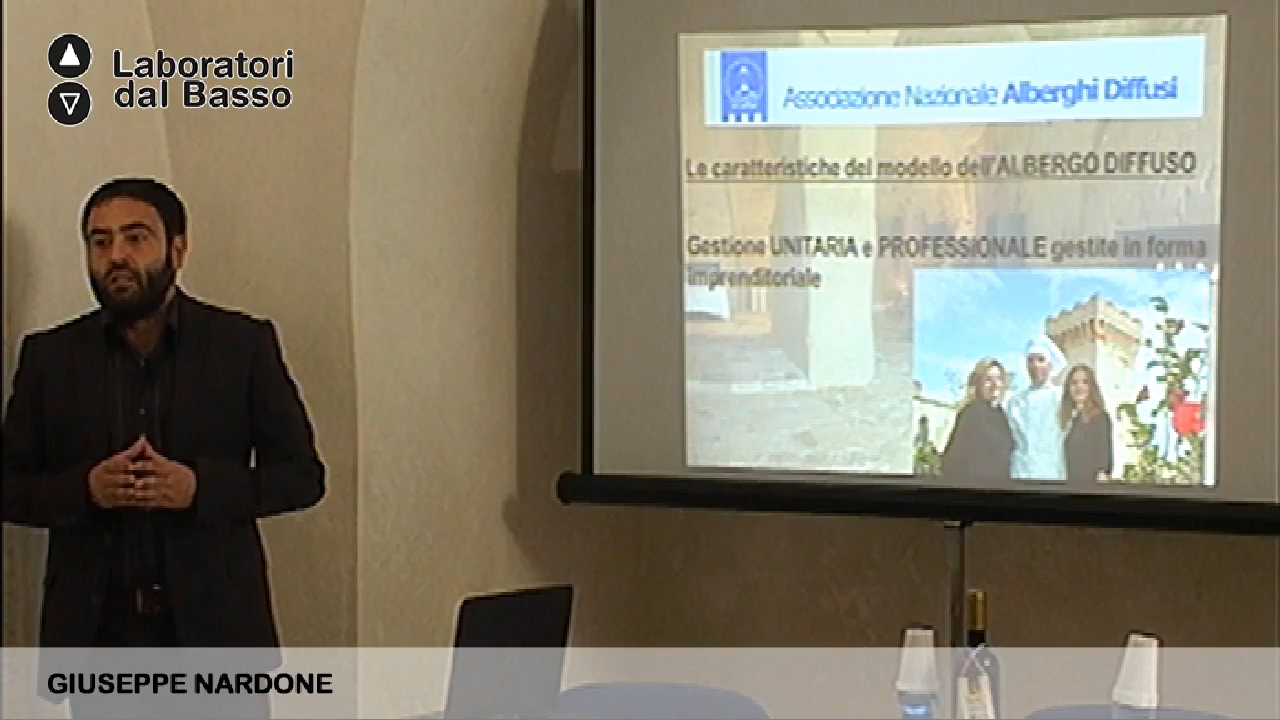 Laboratori
dal Basso
Associazione Nazionale Alberghi Diffusi
Le caratteristiche del modello dell'ALBERGO DIFFUSO
Gestione UNITARIA e PROFESSIONALE gestite in forma
imprenditoriale
GIUSEPPE NARDONE